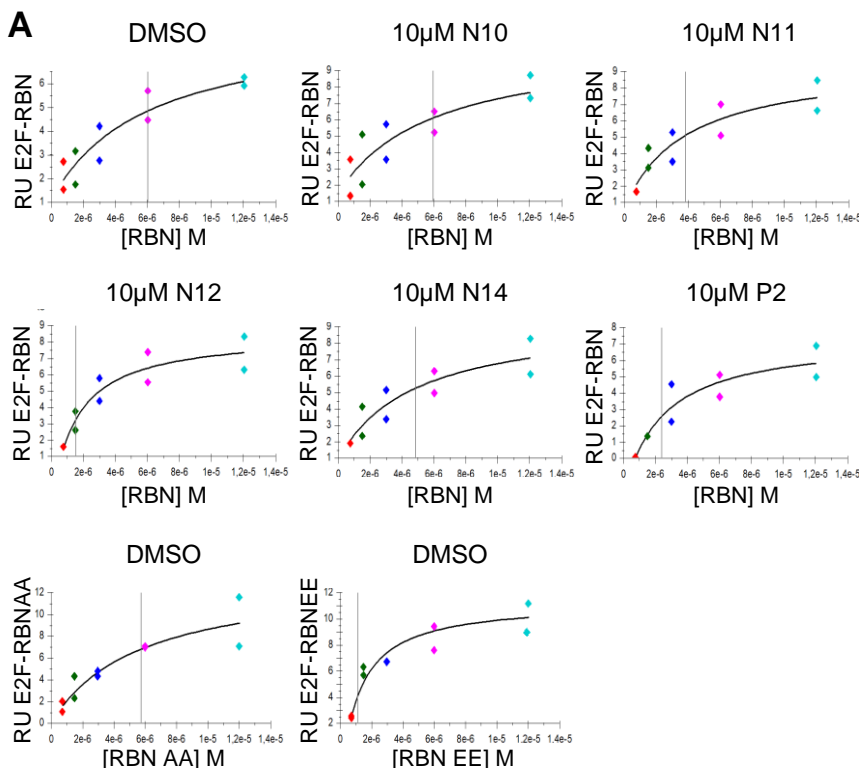 A
DMSO
10µM N10
10µM N11
RU E2F-RBN
6
5
4
3
2
1
0 2e-6 4e-6 6e-6 8e-6 1e-5 1,2e-5 1,4e-5
[RBN] M
RU E2F-RBN
9
8
7
6
5
4
3
2
1
0 2e-6 4e-6 6e-6 8e-6 1e-5 1,2e-5 1,4e-5
[RBN] M
RU E2F-RBN
9
8
7
6
5
4
3
2
1
0 2e-6 4e-6 6e-6 8e-6 1e-5 1,2e-5 1,4e-5
[RBN] M
10µM N12
10µM N14
10µM P2
RU E2F-RBN
9
8
7
6
5
4
3
2
1
0 2e-6 4e-6 6e-6 8e-6 1e-5 1,2e-5 1,4e-5
[RBN] M
RU E2F-RBN
9
8
7
6
5
4
3
2
1
0 2e-6 4e-6 6e-6 8e-6 1e-5 1,2e-5 1,4e-5
[RBN] M
RU E2F-RBN
8
7
6
5
4
3
2
1
0
0 2e-6 4e-6 6e-6 8e-6 1e-5 1,2e-5 1,4e-5
[RBN] M
DMSO
DMSO
RU E2F-RBNAA
12
10
8
6
4
2
0
0 2e-6 4e-6 6e-6 8e-6 1e-5 1,2e-5 1,4e-5
[RBN AA] M
RU E2F-RBNEE
12
10
8
6
4
2
0 2e-6 4e-6 6e-6 8e-6 1e-5 1,2e-5 1,4e-5
[RBN EE] M